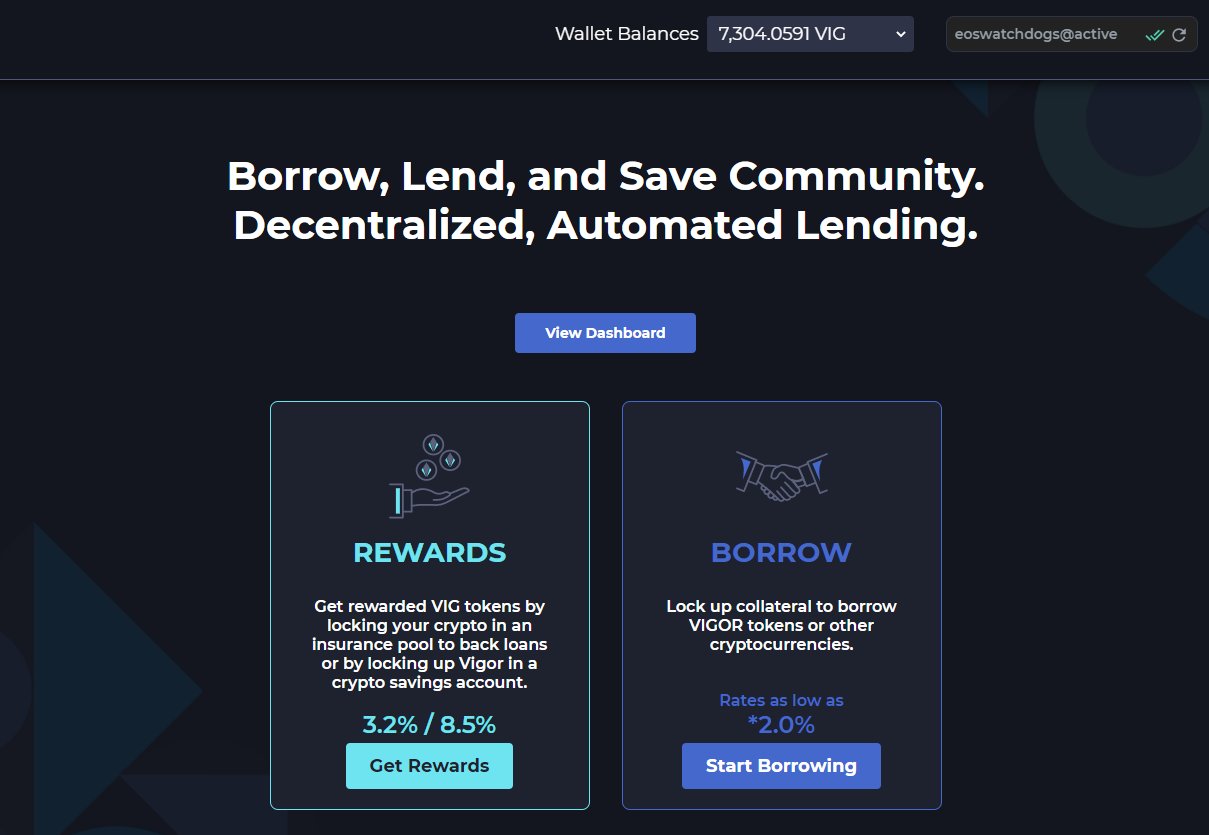 Wallet Balances 7,304.0591 VIG eoswatchdogs@active
Borrow, Lend, and Save Community.
Decentralized, Automated Lending.
View Dashboard
REWARDS
Get rewarded VIG tokens by
locking your crypto in an
insurance pool to back loans
or by locking up Vigor in a
crypto savings account.
3.2% / 8.5%
Get Rewards
BORROW
Lock up collateral to borrow
VIGOR tokens or other
cryptocurrencies.
Rates as low as
*2.0%
Start Borrowing